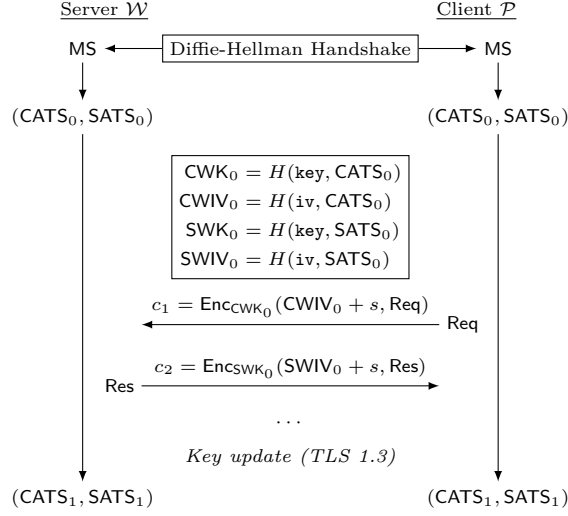 Server 𝒲 Client 𝒫
MS Diffie-Hellman Handshake MS
(CATS₀, SATS₀) (CATS₀, SATS₀)
CWK₀ = H(key, CATS₀)
CWIV₀ = H(iv, CATS₀)
SWK₀ = H(key, SATS₀)
SWIV₀ = H(iv, SATS₀)
c₁ = Enc_CWK₀(CWIV₀ + s, Req)
Req
c₂ = Enc_SWK₀(SWIV₀ + s, Res)
Res
...
Key update (TLS 1.3)
(CATS₁, SATS₁) (CATS₁, SATS₁)